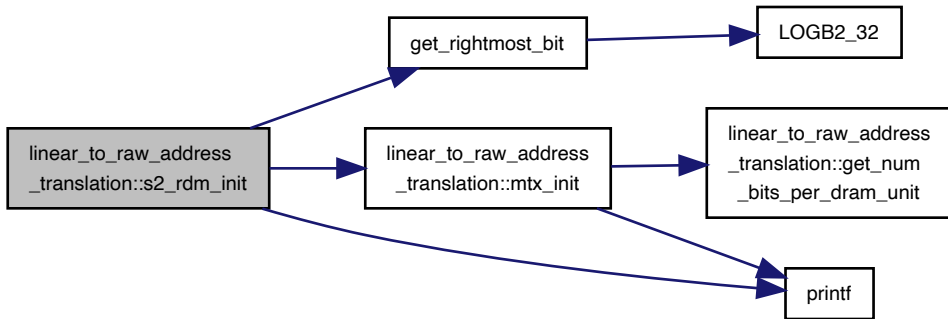 linear_to_raw_address
_translation::s2_rdm_init
get_rightmost_bit
LOGB2_32
linear_to_raw_address
_translation::mtx_init
linear_to_raw_address
_translation::get_num
_bits_per_dram_unit
printf